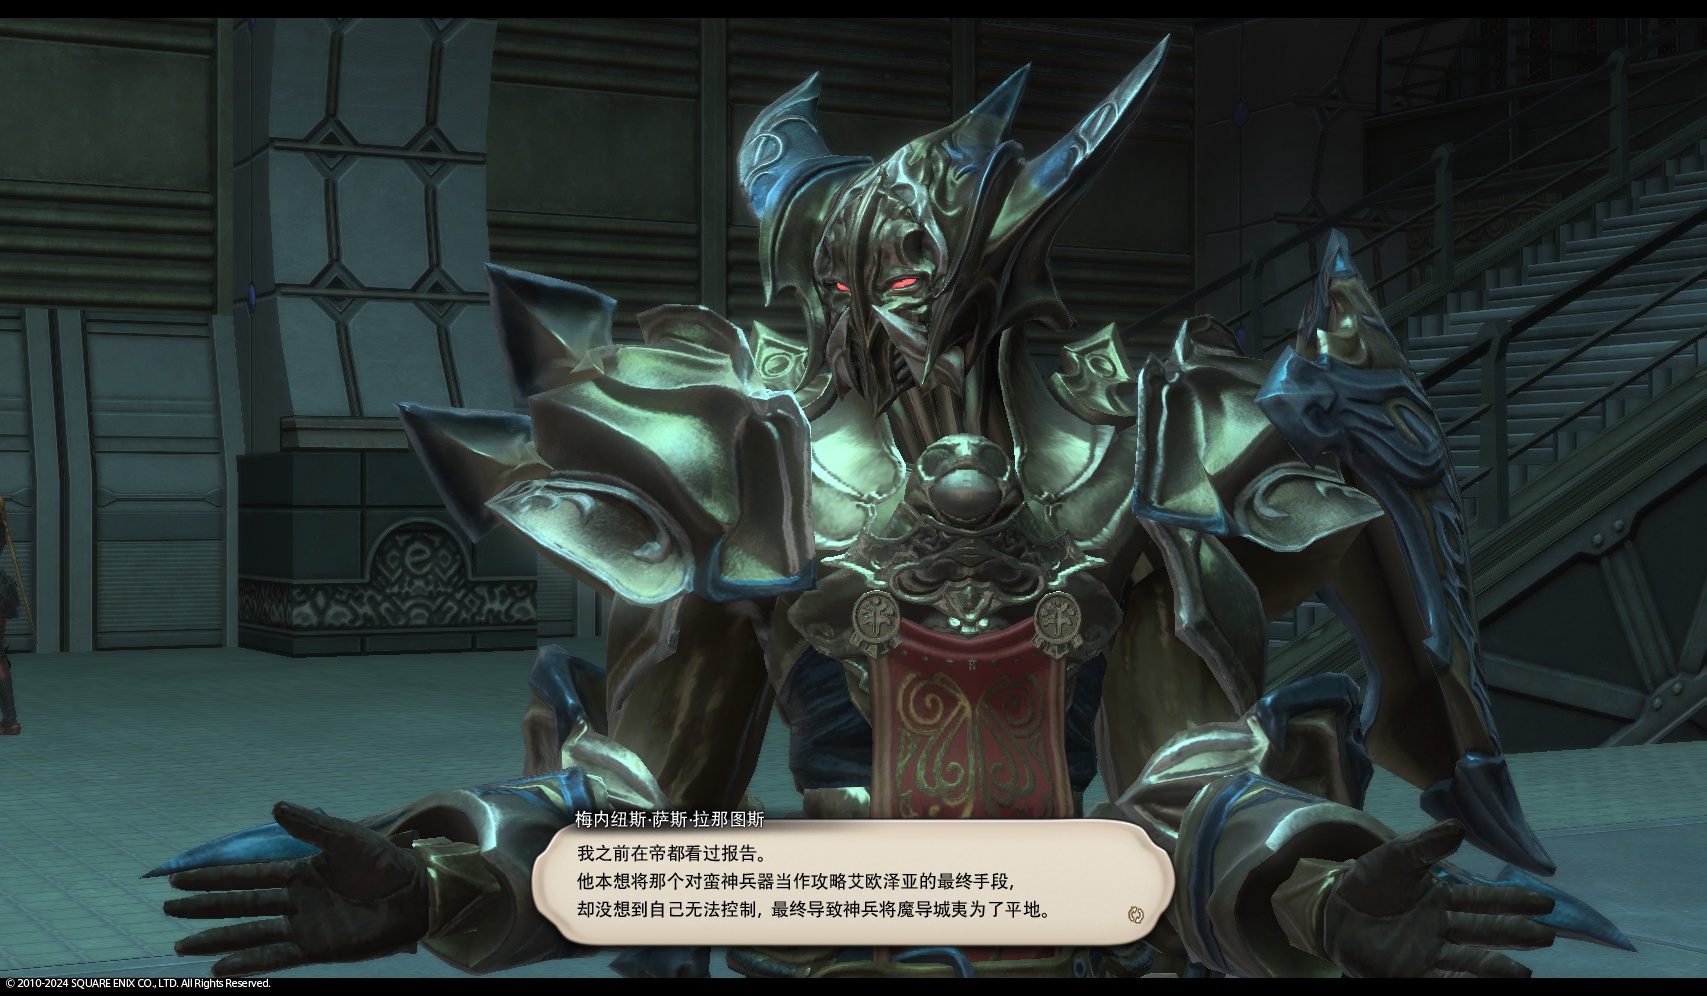 梅内纽斯·萨斯·拉那图斯
我之前在帝都看过报告。
他本想将那个对蛮神兵器当作攻略艾欧泽亚的最终手段，
却没想到自己无法控制，最终导致神兵将魔导城夷为了平地。
© 2010-2024 SQUARE ENIX CO., LTD. All Rights Reserved.